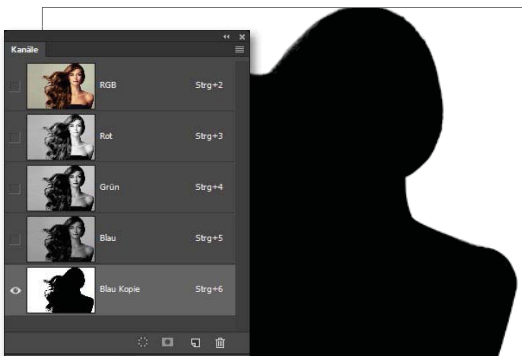 Kanäle
RGB Strg+2
Rot Strg+3
Grün Strg+4
Blau Strg+5
Blau Kopie Strg+6